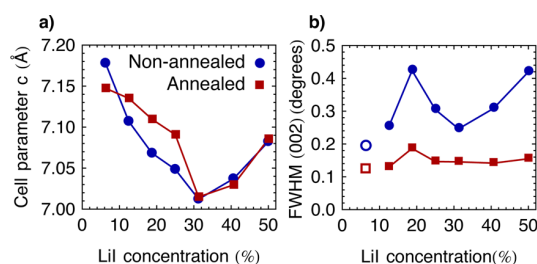 a)
7.20
7.15
7.10
7.05
7.00
Cell parameter c (Å)
Non-annealed
Annealed
0 10 20 30 40 50
LiI concentration (%)
b)
0.5
0.4
0.3
0.2
0.1
0.0
FWHM (002) (degrees)
0 10 20 30 40 50
LiI concentration(%)